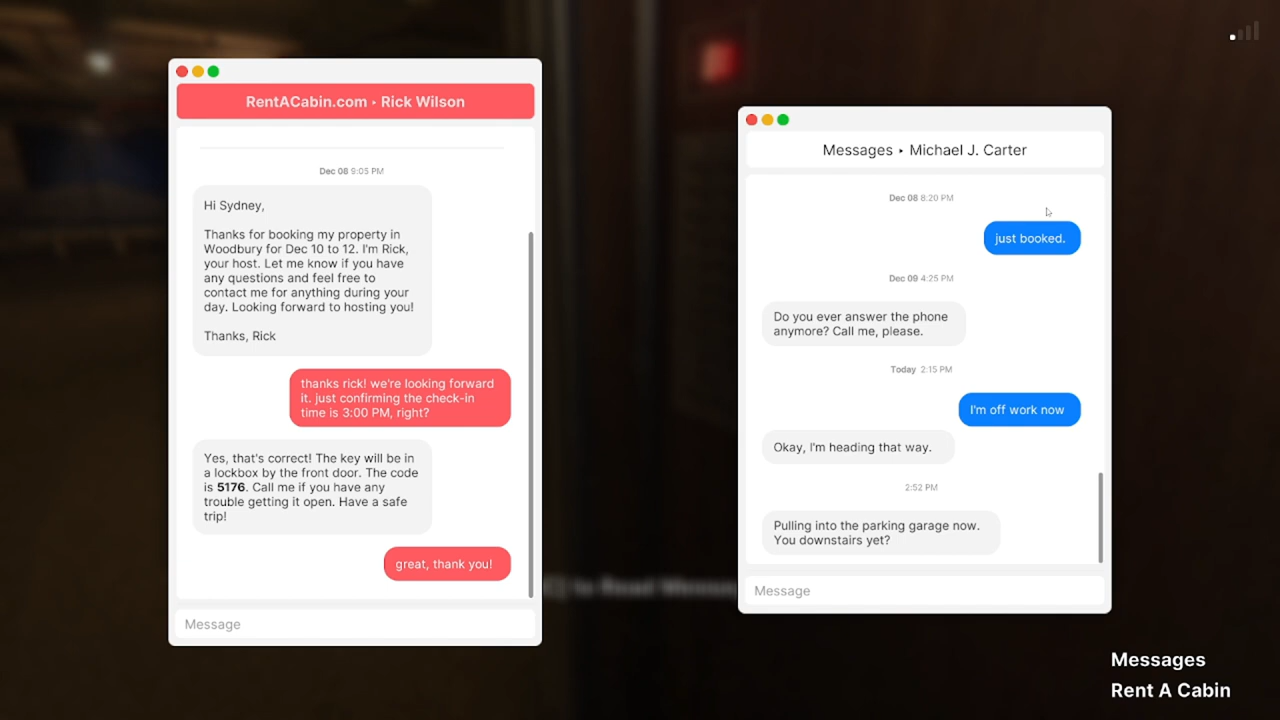 RentACabin.com ‣ Rick Wilson
Dec 08 9:05 PM
Hi Sydney,
Thanks for booking my property in
Woodbury for Dec 10 to 12. I'm Rick,
your host. Let me know if you have
any questions and feel free to
contact me for anything during your
day. Looking forward to hosting you!
Thanks, Rick
thanks rick! we're looking forward
it. just confirming the check-in
time is 3:00 PM, right?
Yes, that's correct! The key will be in
a lockbox by the front door. The code
is 5176. Call me if you have any
trouble getting it open. Have a safe
trip!
great, thank you!
Message
Messages ‣ Michael J. Carter
Dec 08 8:20 PM
just booked.
Dec 09 4:25 PM
Do you ever answer the phone
anymore? Call me, please.
Today 2:15 PM
I'm off work now
Okay, I'm heading that way.
2:52 PM
Pulling into the parking garage now.
You downstairs yet?
Message
to Read
Messages
Rent A Cabin